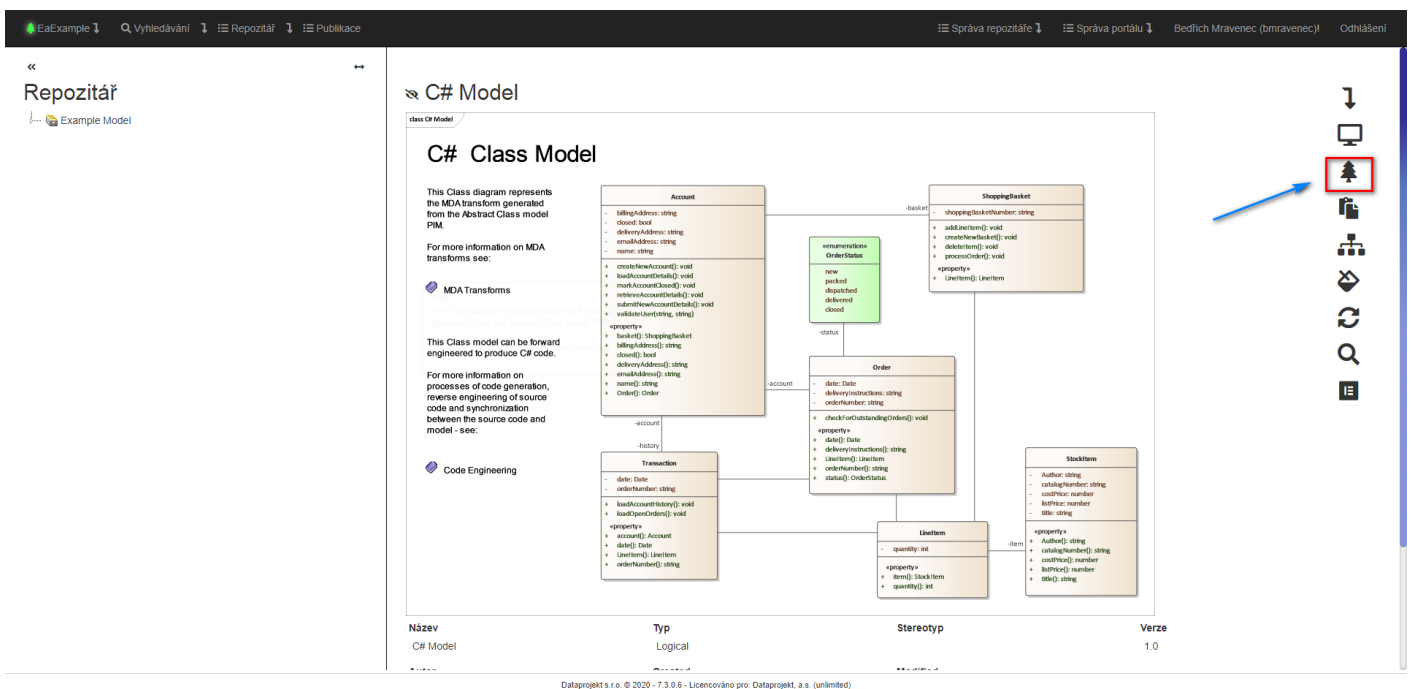 EaExample
Vyhledávání
Repozitář
Publikace
Správa repozitáře
Správa portálu
Bedřich Mravenec (bmravenec)!
Odhlášení
Repozitář
Example Model
C# Model
class C# Model
C# Class Model
This Class diagram represents
the MDA transform generated
from the Abstract Class model
PIM.
For more information on MDA
transforms see:
MDA Transforms
This Class model can be forward
engineered to produce C# code.
For more information on
processes of code generation,
reverse engineering of source
code and synchronization
between the source code and
model - see:
Code Engineering
Account
- billingAddress: string
- closed: bool
- deliveryAddress: string
- emailAddress: string
- name: string
+ createNewAccount(): void
+ loadAccountDetails(): void
+ markAccountClosed(): void
+ retrieveAccountDetails(): void
+ submitNewAccountDetails(): void
+ validateUser(string, string)
«property»
+ basket(): ShoppingBasket
+ billingAddress(): string
+ closed(): bool
+ deliveryAddress(): string
+ emailAddress(): string
+ name(): string
+ Order(): Order
-basket
ShoppingBasket
- shoppingBasketNumber: string
+ addLineItem(): void
+ createNewBasket(): void
+ deleteItem(): void
+ processOrder(): void
«property»
+ LineItem(): LineItem
«enumeration»
OrderStatus
new
packed
dispatched
delivered
closed
-status
-account
Order
- date: Date
- deliveryInstructions: string
- orderNumber: string
+ checkForOutstandingOrders(): void
«property»
+ date(): Date
+ deliveryInstructions(): string
+ LineItem(): LineItem
+ orderNumber(): string
+ status(): OrderStatus
-account
-history
Transaction
- date: Date
- orderNumber: string
+ loadAccountHistory(): void
+ loadOpenOrders(): void
«property»
+ account(): Account
+ date(): Date
+ LineItem(): LineItem
+ orderNumber(): string
LineItem
- quantity: int
«property»
+ item(): StockItem
+ quantity(): int
-item
StockItem
- Author: string
- catalogNumber: string
- costPrice: number
- listPrice: number
- title: string
«property»
+ Author(): string
+ catalogNumber(): string
+ costPrice(): number
+ listPrice(): number
+ title(): string
Název Typ Stereotyp Verze
C# Model Logical 1.0
Dataprojekt s.r.o. © 2020 - 7.3.0.6 - Licencováno pro: Dataprojekt, a.s. (unlimited)